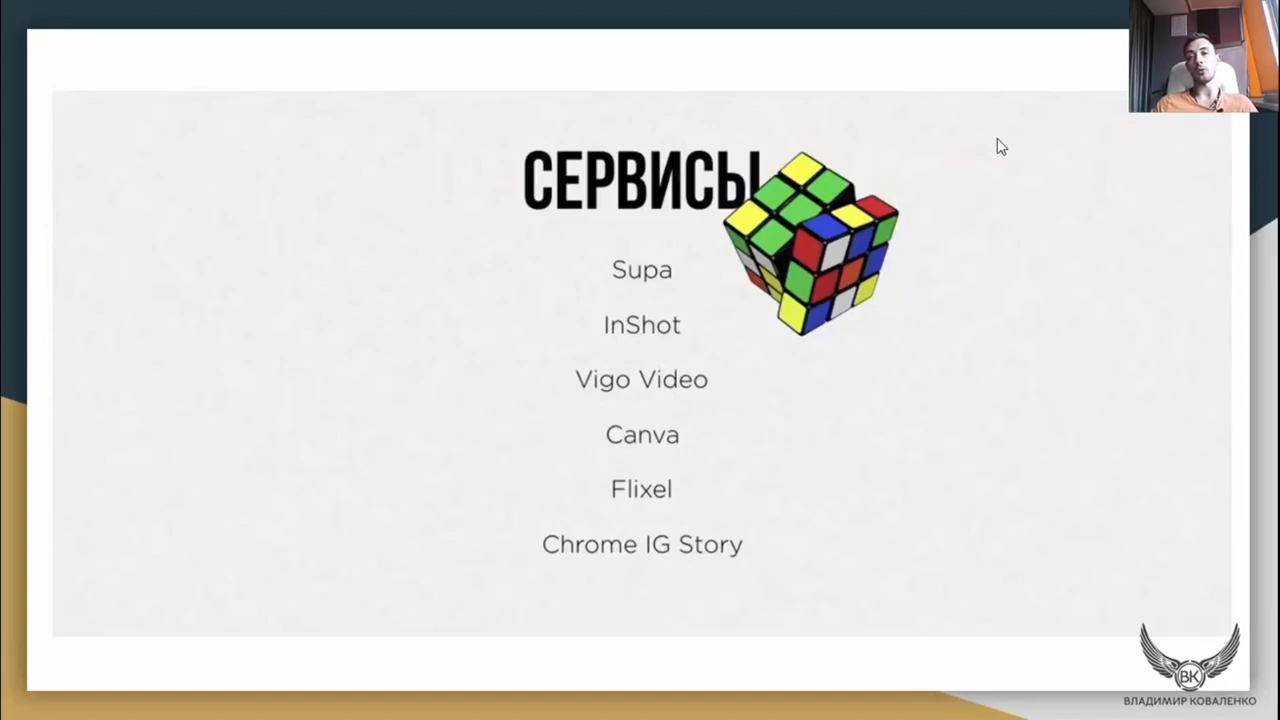 СЕРВИСЫ
Supa
InShot
Vigo Video
Canva
Flixel
Chrome IG Story
ВК
ВЛАДИМИР КОВАЛЕНКО